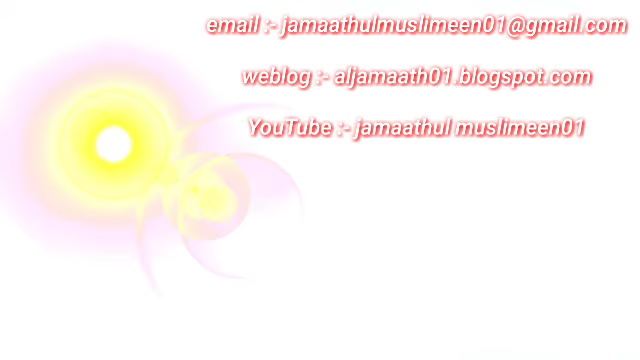 email :- jamaathulmuslimeen01@gmail.com
weblog :- aljamaath01.blogspot.com
YouTube :- jamaathul muslimeen01